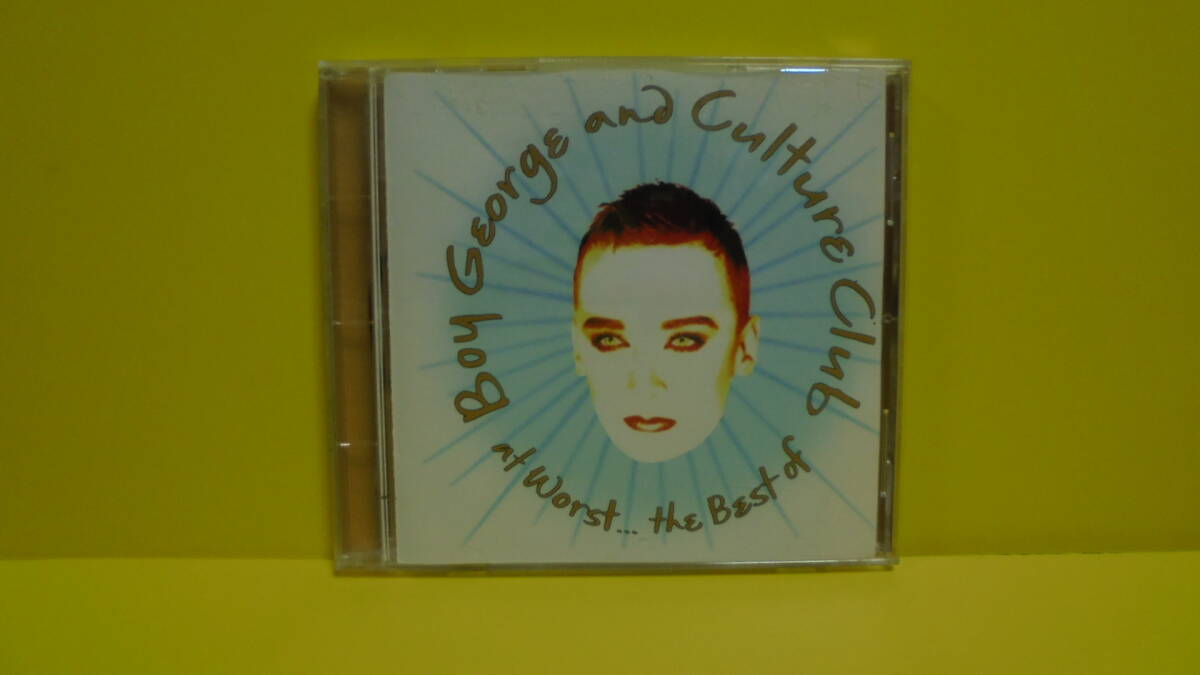 Boy George and Culture Club
at Worst... the Best of